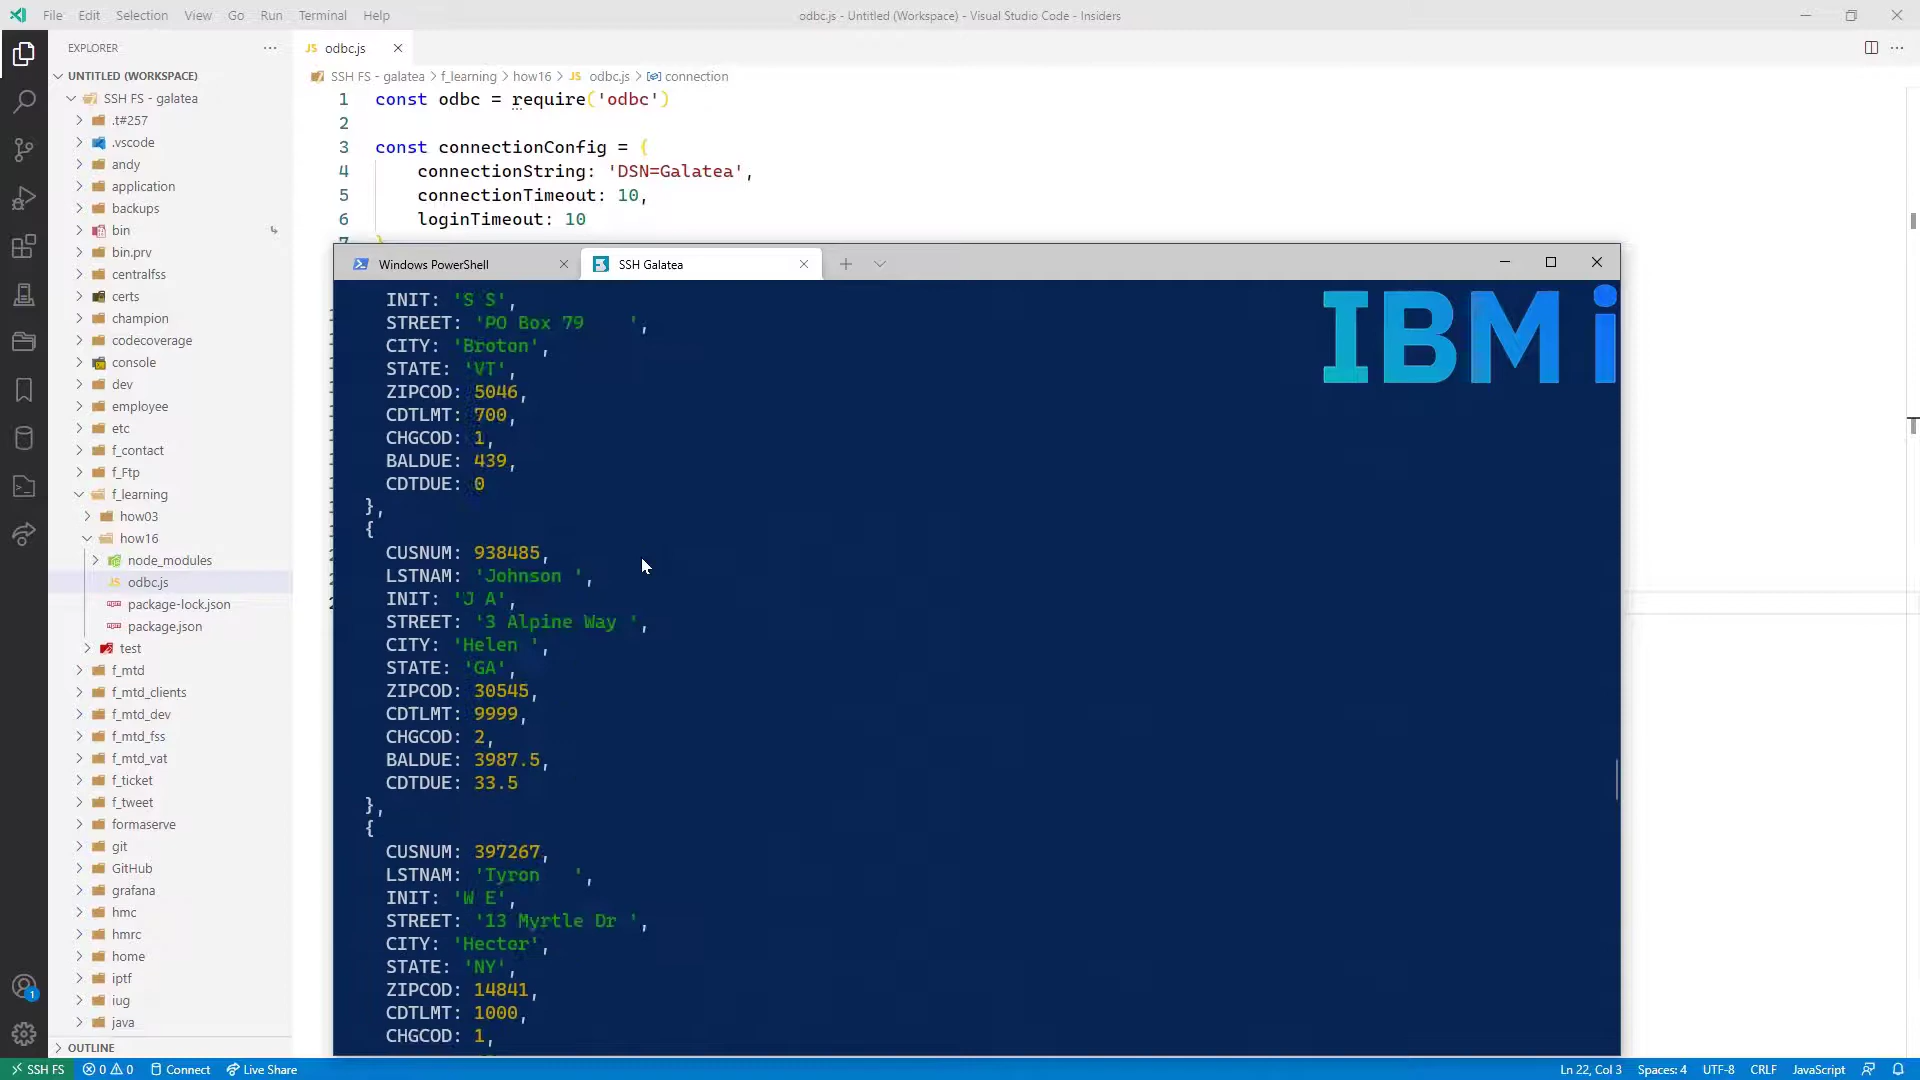 File Edit Selection View Go Run Terminal Help
odbc.js - Untitled (Workspace) - Visual Studio Code - Insiders
EXPLORER
UNTITLED (WORKSPACE)
SSH FS - galatea
.t#257
.vscode
andy
application
backups
bin
bin.prv
centralfss
certs
champion
codecoverage
console
dev
employee
etc
f_contact
f_Ftp
f_learning
how03
how16
node_modules
JS odbc.js
package-lock.json
package.json
test
f_mtd
f_mtd_clients
f_mtd_dev
f_mtd_fss
f_mtd_vat
f_ticket
f_tweet
formaserve
git
GitHub
grafana
hmc
hmrc
home
iptf
iug
java
OUTLINE
JS odbc.js
SSH FS - galatea > f_learning > how16 > JS odbc.js > connection
1 const odbc = require('odbc')
2
3 const connectionConfig = {
4 connectionString: 'DSN=Galatea',
5 connectionTimeout: 10,
6 loginTimeout: 10
7 }
Windows PowerShell
SSH Galatea
IBM i
INIT: 'S S',
STREET: 'PO Box 79    ',
CITY: 'Broton',
STATE: 'VT',
ZIPCOD: 5046,
CDTLMT: 700,
CHGCOD: 1,
BALDUE: 439,
CDTDUE: 0
},
{
CUSNUM: 938485,
LSTNAM: 'Johnson ',
INIT: 'J A',
STREET: '3 Alpine Way ',
CITY: 'Helen ',
STATE: 'GA',
ZIPCOD: 30545,
CDTLMT: 9999,
CHGCOD: 2,
BALDUE: 3987.5,
CDTDUE: 33.5
},
{
CUSNUM: 397267,
LSTNAM: 'Tyron   ',
INIT: 'W E',
STREET: '13 Myrtle Dr ',
CITY: 'Hector',
STATE: 'NY',
ZIPCOD: 14841,
CDTLMT: 1000,
CHGCOD: 1,
1
SSH FS 0 0 Connect Live Share
Ln 22, Col 3 Spaces: 4 UTF-8 CRLF JavaScript